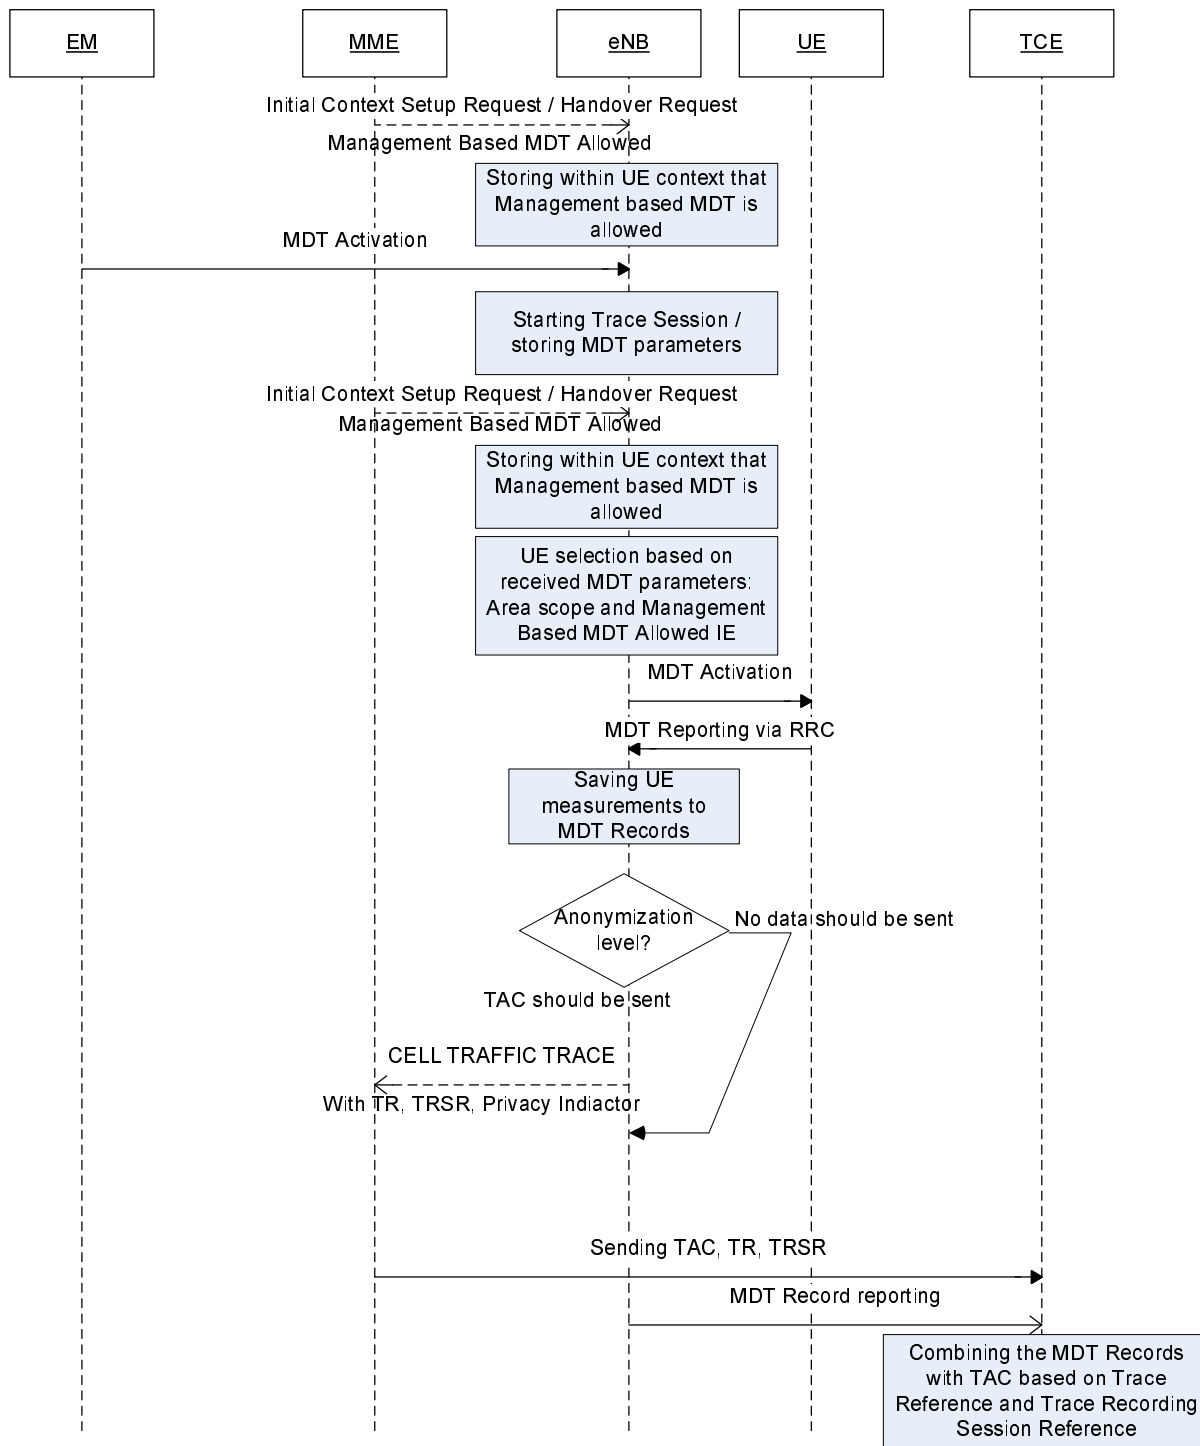 EM
MME
eNB
UE
TCE
Initial Context Setup Request / Handover Request
Management Based MDT Allowed
Storing within UE context that
Management based MDT is
allowed
MDT Activation
Starting Trace Session /
storing MDT parameters
Initial Context Setup Request / Handover Request
Management Based MDT Allowed
Storing within UE context that
Management based MDT is
allowed
UE selection based on
received MDT parameters:
Area scope and Management
Based MDT Allowed IE
MDT Activation
MDT Reporting via RRC
Saving UE
measurements to
MDT Records
Anonymization
level?
No data should be sent
TAC should be sent
CELL TRAFFIC TRACE
With TR, TRSR, Privacy Indiactor
Sending TAC, TR, TRSR
MDT Record reporting
Combining the MDT Records
with TAC based on Trace
Reference and Trace Recording
Session Reference